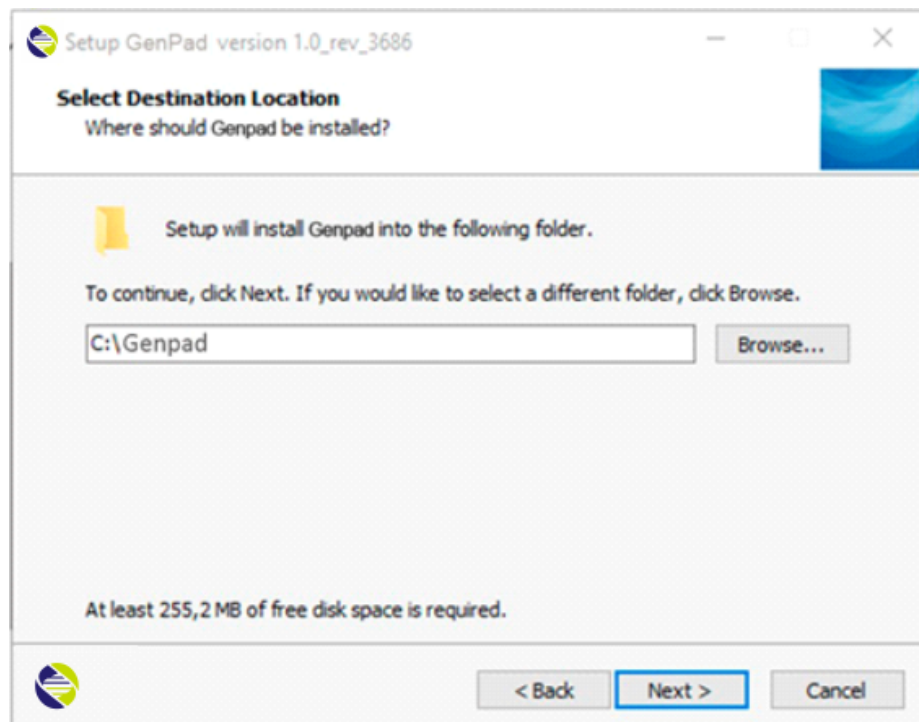 Setup GenPad version 1.0_rev_3686
Select Destination Location
Where should Genpad be installed?
Setup will install Genpad into the following folder.
To continue, click Next. If you would like to select a different folder, click Browse.
C:\Genpad
Browse...
At least 255,2 MB of free disk space is required.
< Back
Next >
Cancel